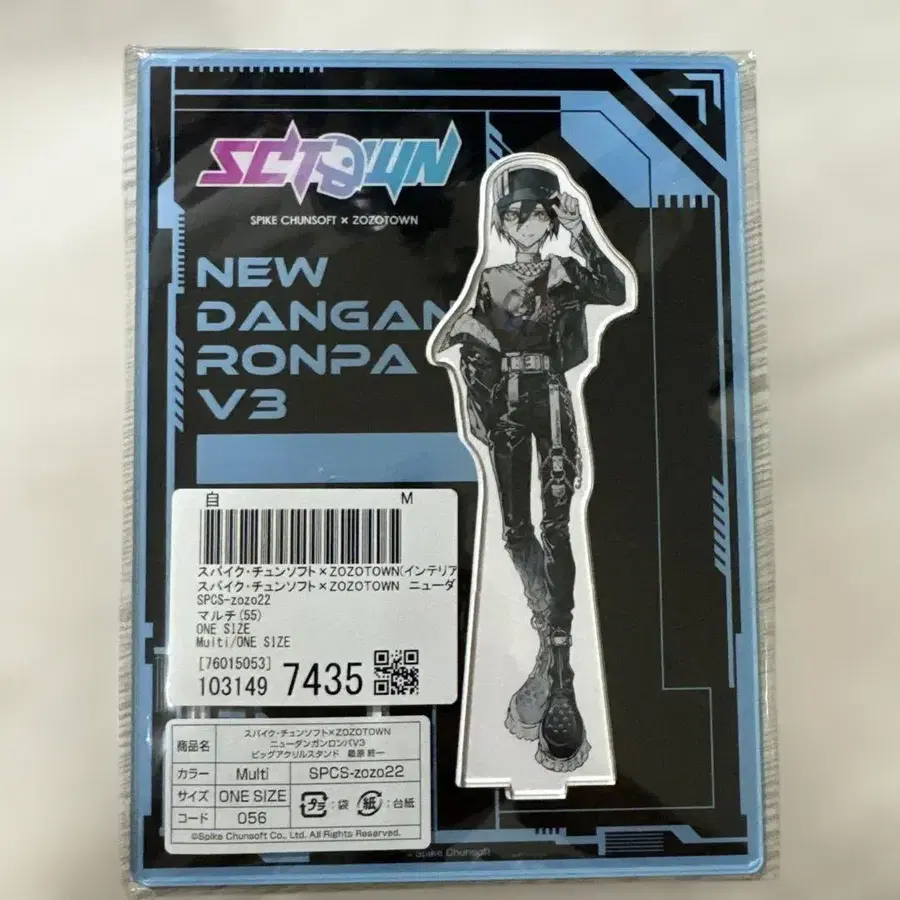 SCTOWN
SPIKE CHUNSOFT × ZOZOTOWN
NEW
DANGAN
RONPA
V3
自 M
スパイク・チュンソフト×ZOZOTOWN(インテリア
スパイク・チュンソフト×ZOZOTOWN ニューダ
SPCS-zozo22
マルチ(55)
ONE SIZE
Multi/ONE SIZE
[76015053]
103149 7435
スパイク・チュンソフト×ZOZOTOWN
商品名 ニューダンガンロンパV3
ビッグアクリルスタンド 最原 終一
カラー Multi SPCS-zozo22
サイズ ONE SIZE プラ:袋 紙:台紙
コード 056
©Spike Chunsoft Co., Ltd. All Rights Reserved.
Spike Chunsoft